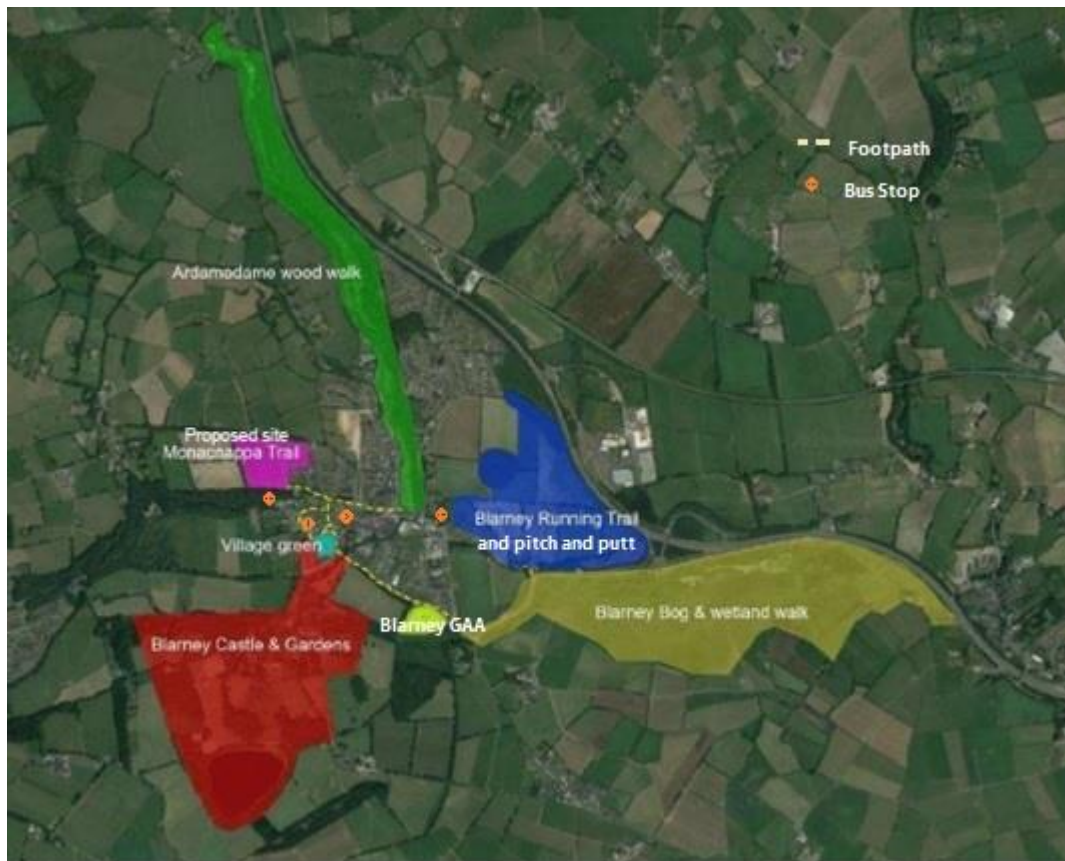 Footpath
Bus Stop
Ardamadame wood walk
Proposed site
Monacnappa Trail
Blarney Running Trail
and pitch and putt
Village green
Blarney Bog & wetland walk
Blarney GAA
Blarney Castle & Gardens